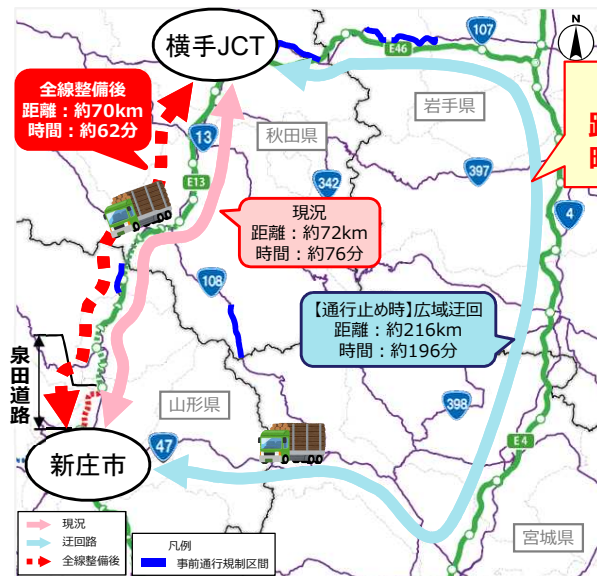 横手JCT
107
E46
N
岩手県
全線整備後
距離：約70km
時間：約62分
13
秋田県
397
E13
342
4
現況
距離：約72km
時間：約76分
108
【通行止め時】広域迂回
距離：約216km
時間：約196分
泉田道路
山形県
398
47
E4
新庄市
宮城県
現況
迂回路
全線整備後
凡例
事前通行規制区間